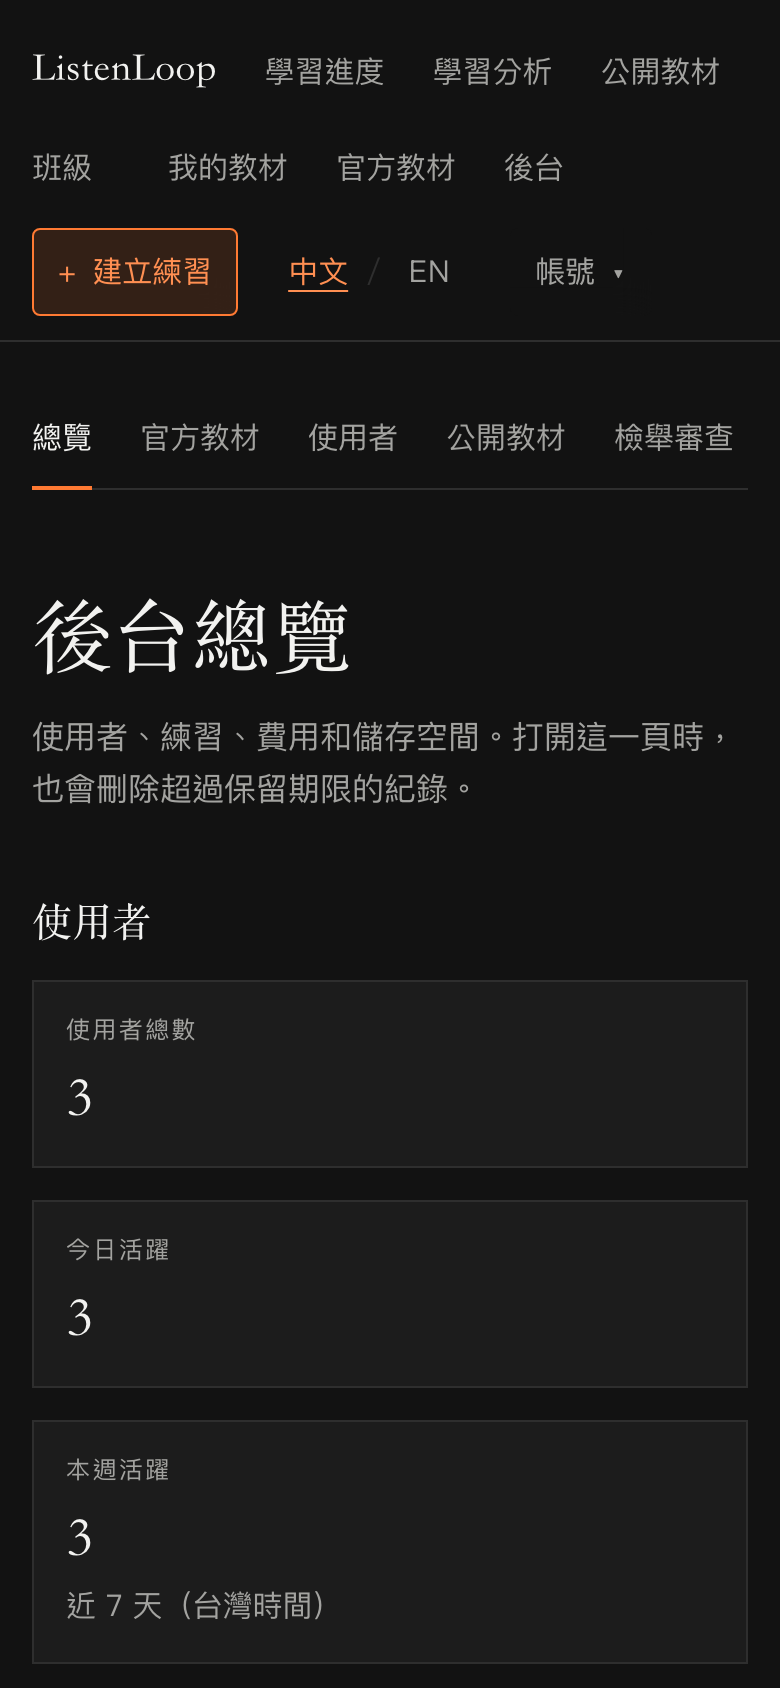 ListenLoop 學習進度 學習分析 公開教材
班級 我的教材 官方教材 後台
+ 建立練習 中文 / EN 帳號 ▾
總覽 官方教材 使用者 公開教材 檢舉審查
後台總覽
使用者、練習、費用和儲存空間。打開這一頁時，
也會刪除超過保留期限的紀錄。
使用者
使用者總數
3
今日活躍
3
本週活躍
3
近 7 天（台灣時間）